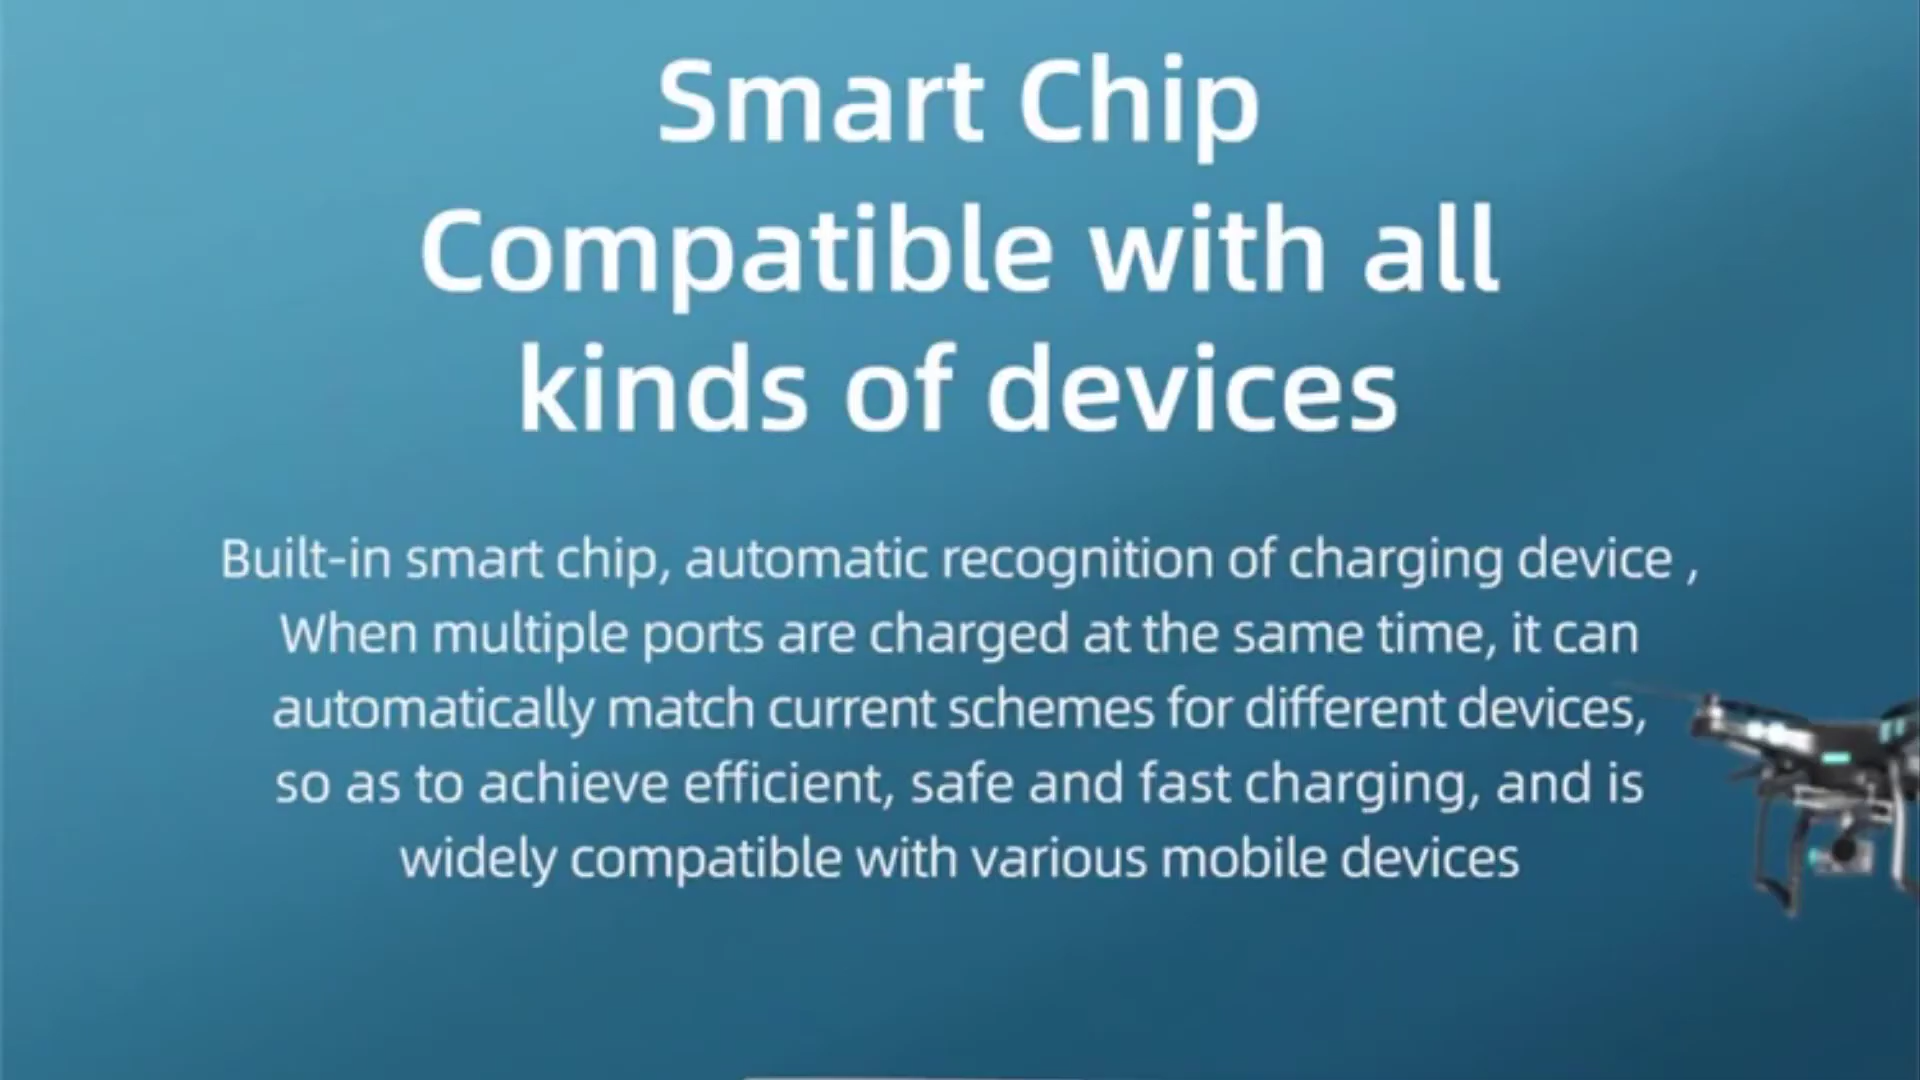 Smart Chip
Compatible with all
kinds of devices
Built-in smart chip, automatic recognition of charging device ,
When multiple ports are charged at the same time, it can
automatically match current schemes for different devices,
so as to achieve efficient, safe and fast charging, and is
widely compatible with various mobile devices